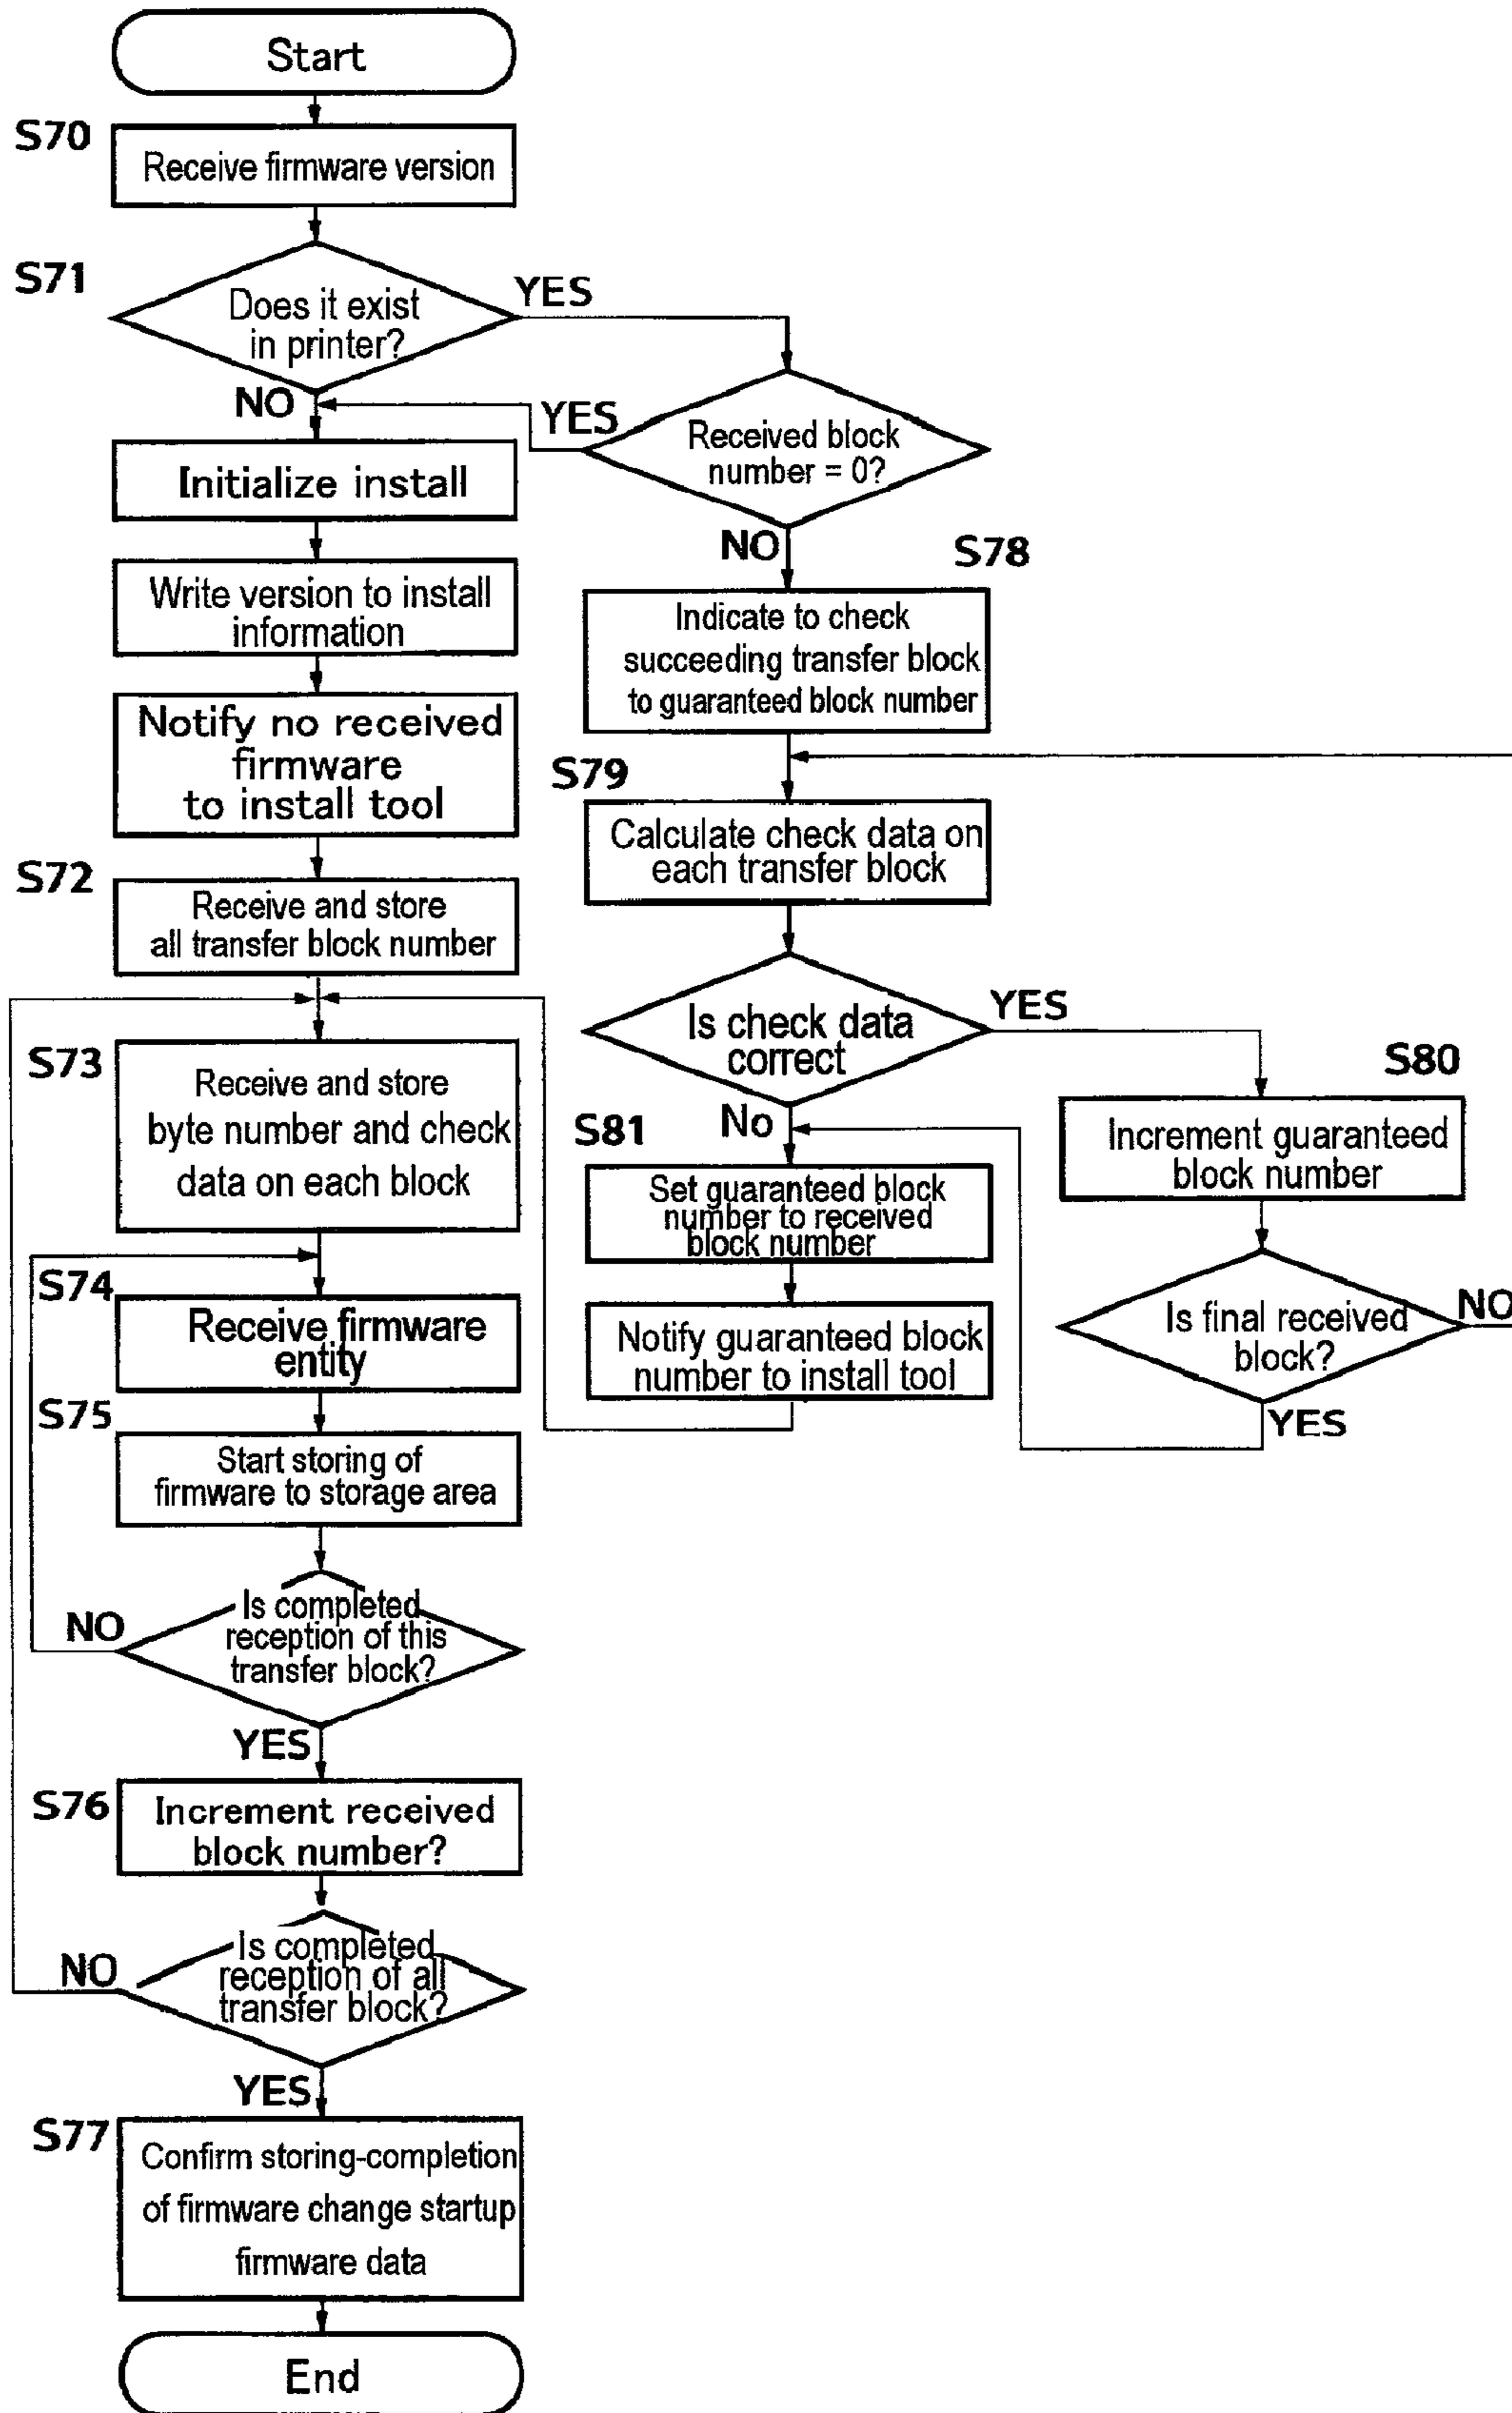 Start
S70
Receive firmware version
S71
Does it exist
in printer?
YES
NO
YES
Received block
number = 0?
Initialize install
NO
S78
Write version to install
information
Indicate to check
succeeding transfer block
to guaranteed block number
Notify no received
firmware
to install tool
S79
Calculate check data on
each transfer block
S72
Receive and store
all transfer block number
Is check data
correct
YES
S80
S73
Receive and store
byte number and check
data on each block
No
S81
Increment guaranteed
block number
Set guaranteed block
number to received
block number
S74
Receive firmware
entity
Notify guaranteed block
number to install tool
Is final received
block?
NO
YES
S75
Start storing of
firmware to storage area
Is completed
reception of this
transfer block?
NO
YES
S76
Increment received
block number?
Is completed
reception of all
transfer block?
NO
YES
S77
Confirm storing-completion
of firmware change startup
firmware data
End